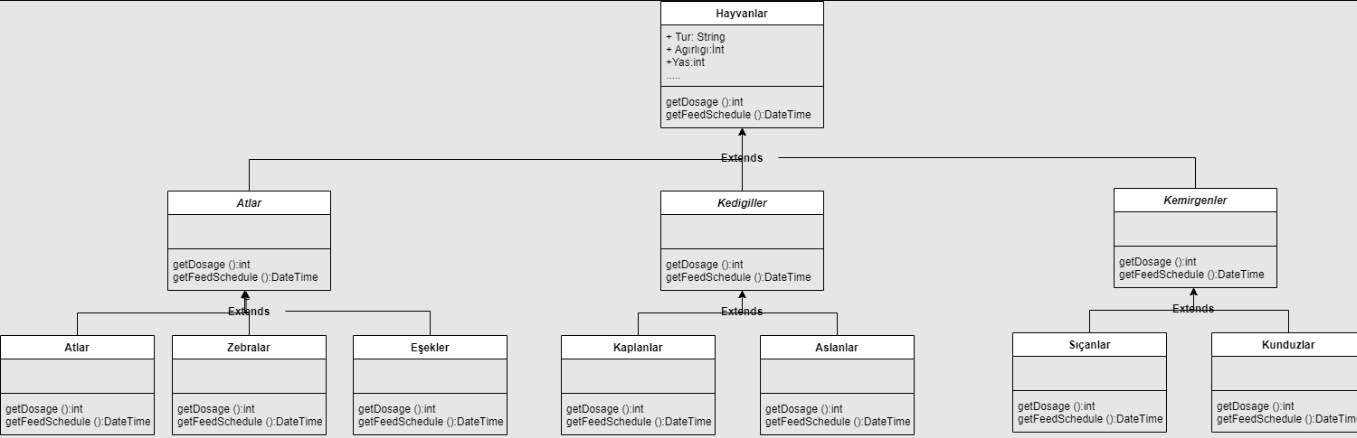 Hayvanlar
+ Tur: String
+ Agırlıgı:İnt
+Yas:int
.....
getDosage ():int
getFeedSchedule ():DateTime
Extends
Atlar
getDosage ():int
getFeedSchedule ():DateTime
Kedigiller
getDosage ():int
getFeedSchedule ():DateTime
Kemirgenler
getDosage ():int
getFeedSchedule ():DateTime
Extends
Extends
Extends
Atlar
getDosage ():int
getFeedSchedule ():DateTime
Zebralar
getDosage ():int
getFeedSchedule ():DateTime
Eşekler
getDosage ():int
getFeedSchedule ():DateTime
Kaplanlar
getDosage ():int
getFeedSchedule ():DateTime
Aslanlar
getDosage ():int
getFeedSchedule ():DateTime
Sıçanlar
getDosage ():int
getFeedSchedule ():DateTime
Kunduzlar
getDosage ():int
getFeedSchedule ():DateTime